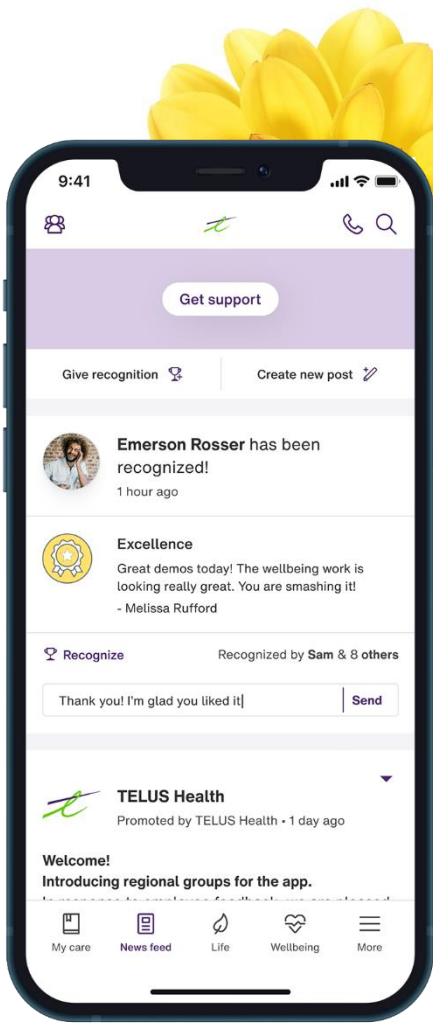 9:41
Get support
Give recognition
Create new post
Emerson Rosser has been
recognized!
1 hour ago
Excellence
Great demos today! The wellbeing work is
looking really great. You are smashing it!
- Melissa Rufford
Recognize
Recognized by Sam & 8 others
Thank you! I'm glad you liked it
Send
TELUS Health
Promoted by TELUS Health • 1 day ago
Welcome!
Introducing regional groups for the app.
My care
News feed
Life
Wellbeing
More